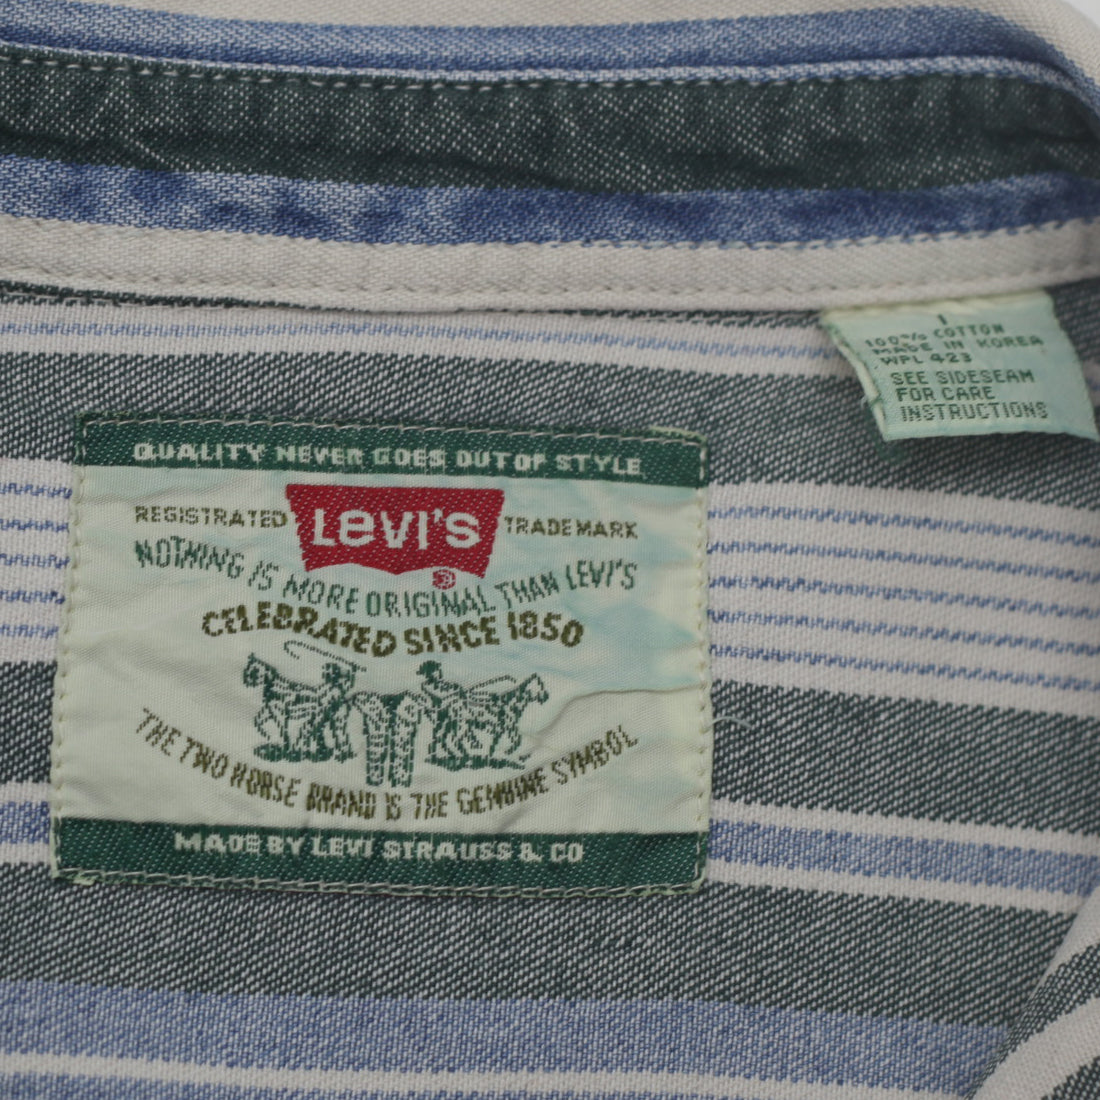 QUALITY NEVER GOES OUT OF STYLE
REGISTRATED LEVI'S TRADE MARK
®
NOTHING IS MORE ORIGINAL THAN LEVI'S
CELEBRATED SINCE 1850
THE TWO HORSE BRAND IS THE GENUINE SYMBOL
MADE BY LEVI STRAUSS & CO
100% COTTON
MADE IN KOREA
WPL 423
SEE SIDESEAM
FOR CARE
INSTRUCTIONS